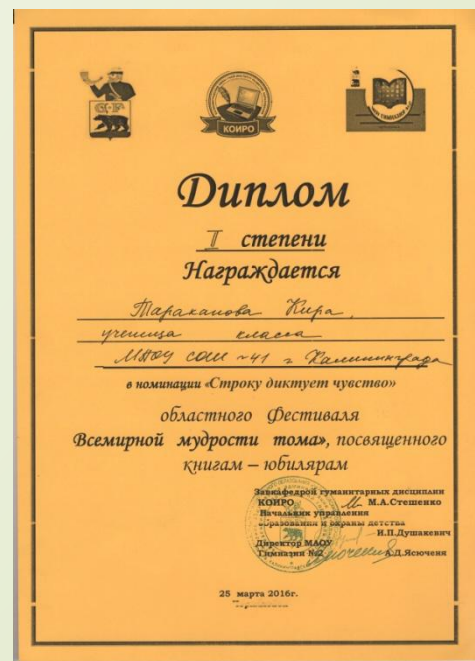 КОИРО
Диплом
I степени
Награждается
Тараканова Кира,
ученица класса
МАОУ СОШ №41 г. Калининграда
в номинации «Строку диктует чувство»
областного Фестиваля
Всемирной мудрости тома», посвященного
книгам – юбилярам
Завкафедрой гуманитарных дисциплин
КОИРО М.А.Стешенко
Начальник управления
образования и охраны детства
И.П.Душакевич
Директор МАОУ
Гимназии №2 А.Д.Ясюченя
25 марта 2016г.